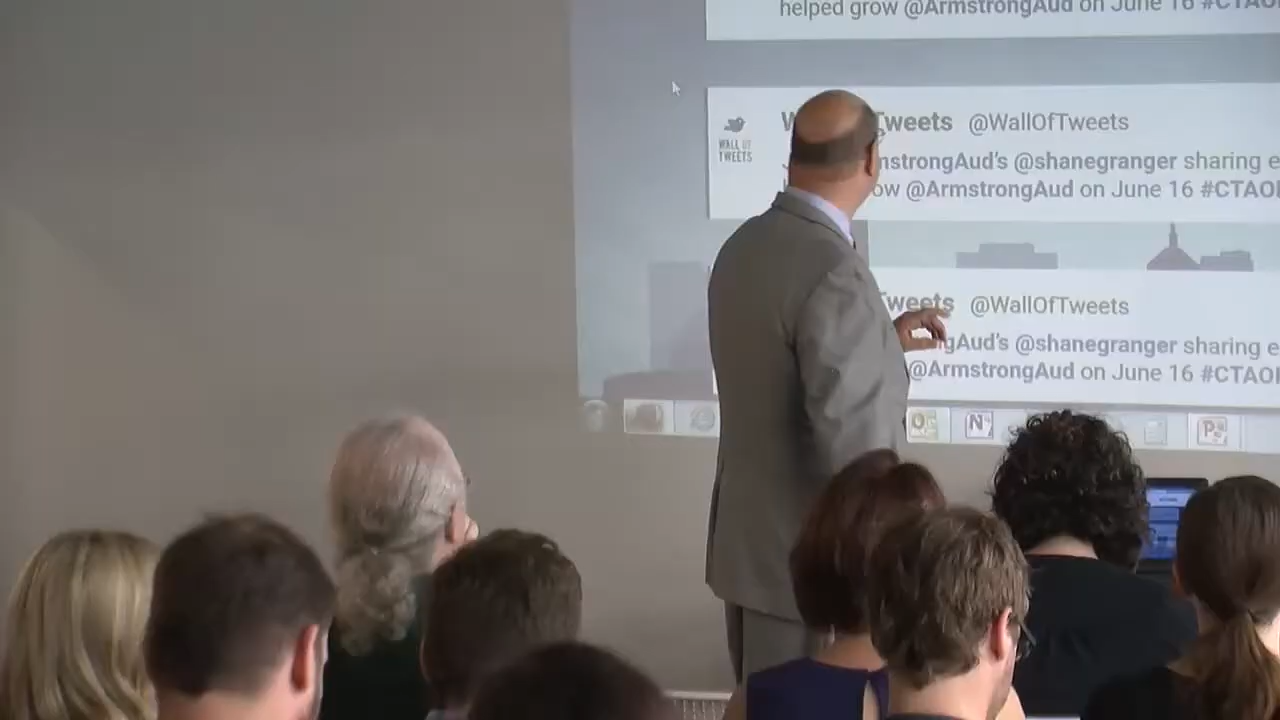 helped grow @ArmstrongAud on June 16 #CTAO
WALL OF
TWEETS
Tweets @WallOfTweets
mstrongAud's @shanegranger sharing e
ow @ArmstrongAud on June 16 #CTAO
Tweets @WallOfTweets
gAud's @shanegranger sharing e
@ArmstrongAud on June 16 #CTAO
O N P